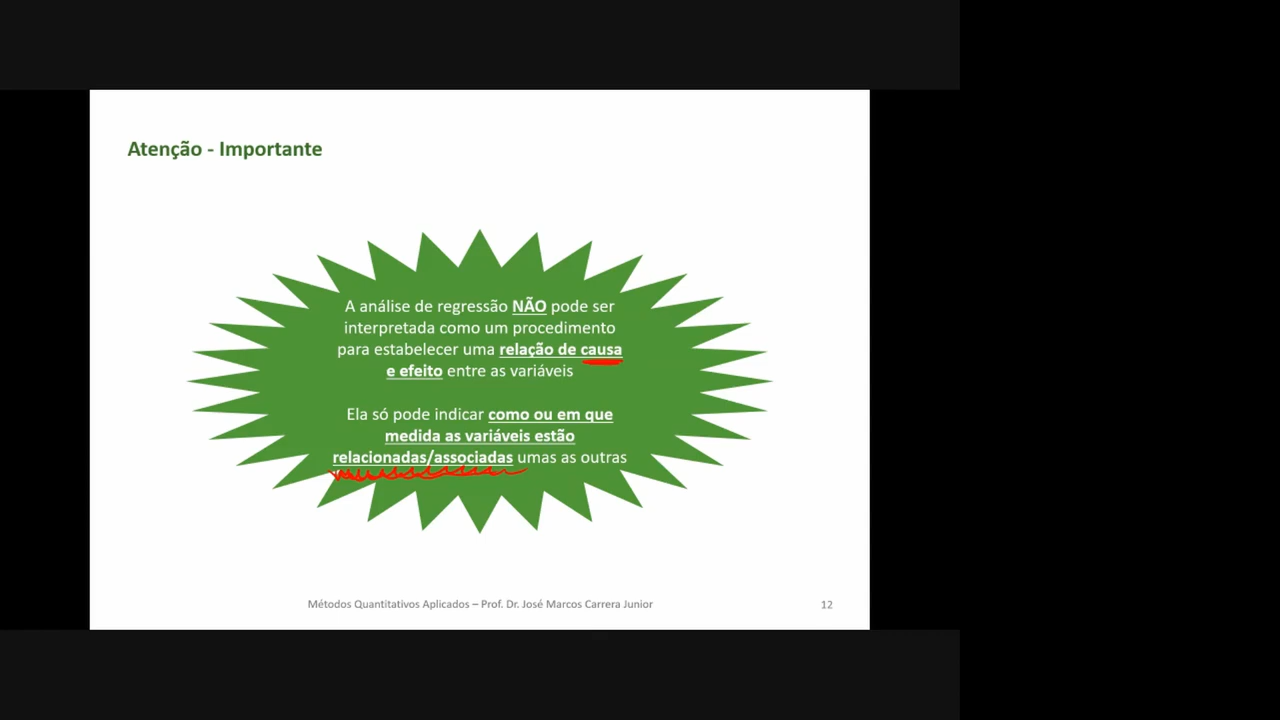 Atenção - Importante
A análise de regressão NÃO pode ser
interpretada como um procedimento
para estabelecer uma relação de causa
e efeito entre as variáveis
Ela só pode indicar como ou em que
medida as variáveis estão
relacionadas/associadas umas as outras
Métodos Quantitativos Aplicados – Prof. Dr. José Marcos Carrera Junior
12